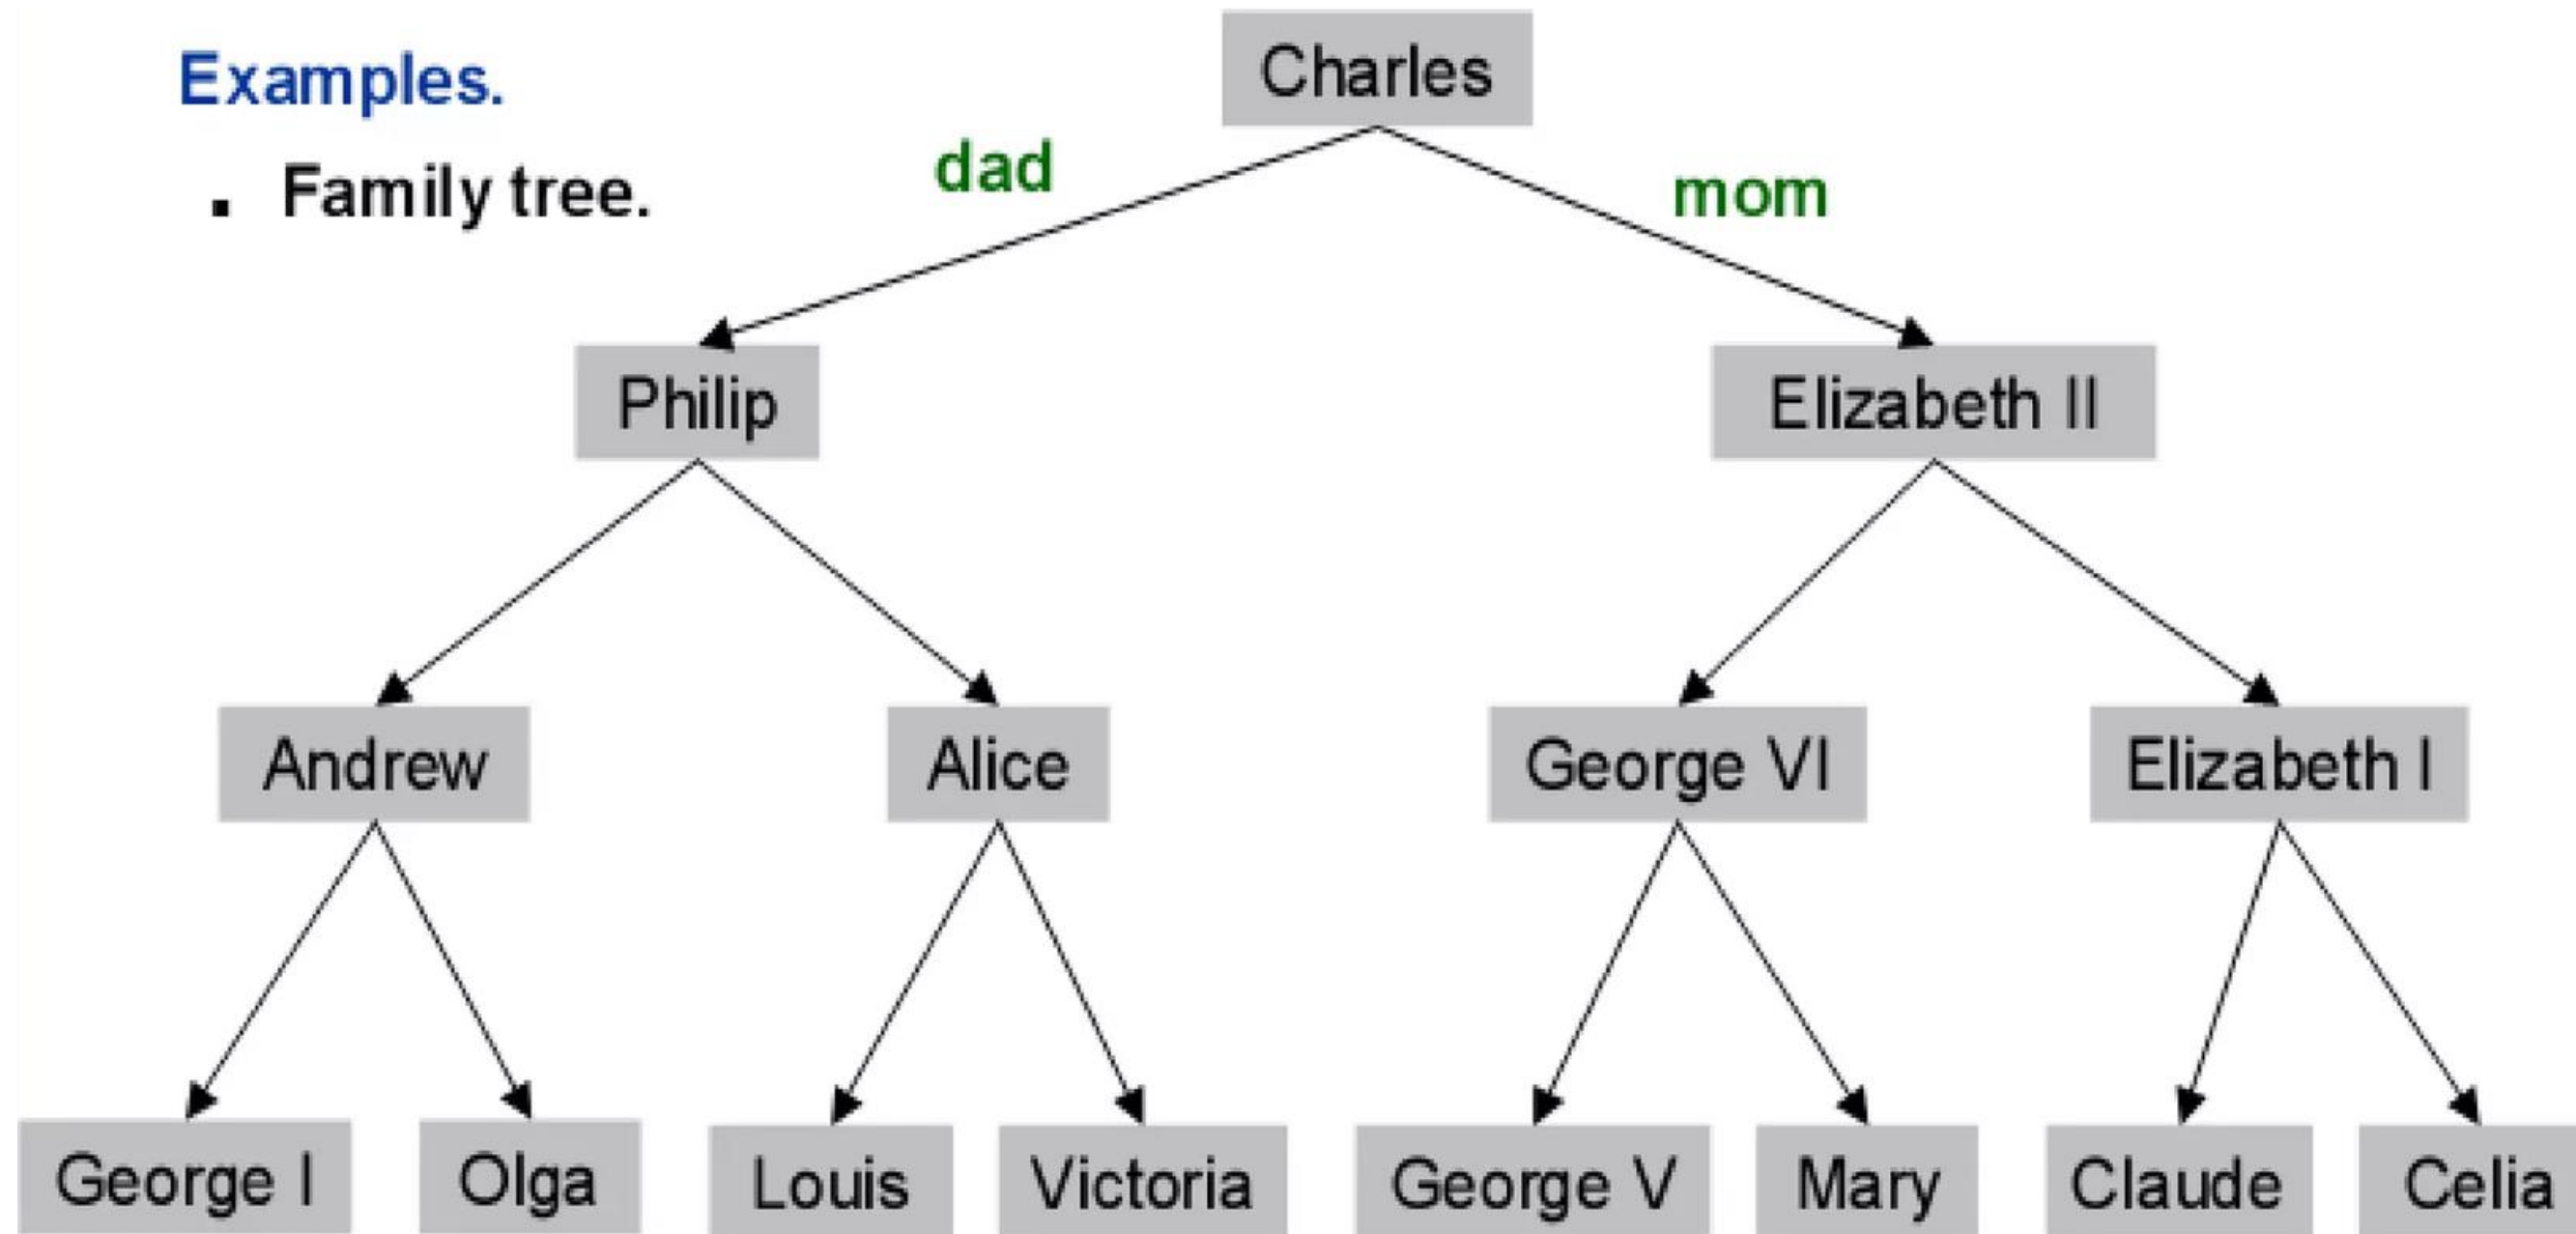 Examples.
. Family tree.
Charles
dad
mom
Philip
Elizabeth II
Andrew
Alice
George VI
Elizabeth I
George I
Olga
Louis
Victoria
George V
Mary
Claude
Celia